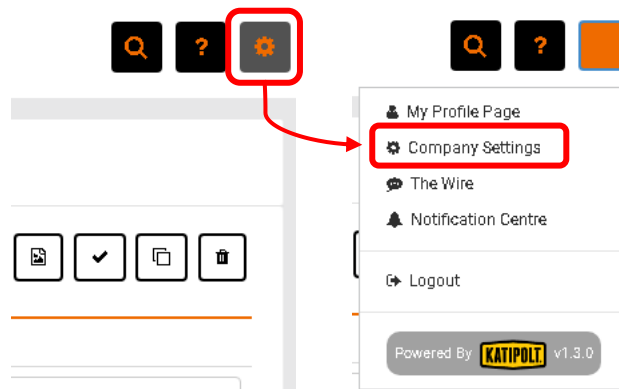 ?
?
My Profile Page
Company Settings
The Wire
Notification Centre
Logout
Powered By KATIPOLT v1.3.0